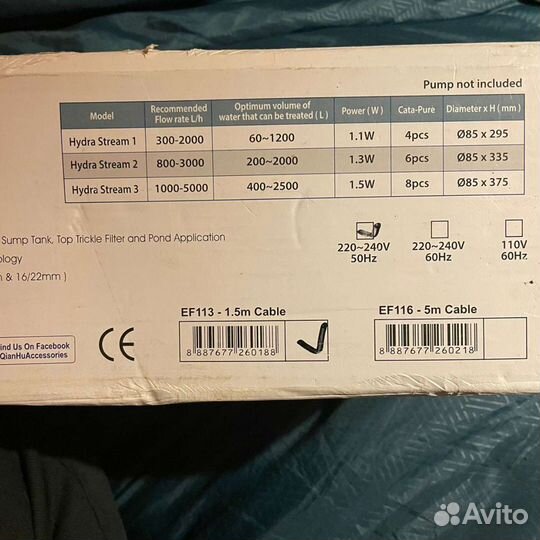 Pump not included
Model Recommended Flow rate L/h Optimum volume of water that can be treated ( L ) Power ( W ) Cata-Pure Diameter x H ( mm )
Hydra Stream 1 300-2000 60~1200 1.1W 4pcs Ø85 x 295
Hydra Stream 2 800-3000 200~2000 1.3W 6pcs Ø85 x 335
Hydra Stream 3 1000-5000 400~2500 1.5W 8pcs Ø85 x 375
Sump Tank, Top Trickle Filter and Pond Application
& 16/22mm )
220~240V 50Hz
220~240V 60Hz
110V 60Hz
EF113 - 1.5m Cable
8 887677 260188
EF116 - 5m Cable
8 887677 260218
ind Us On Facebook
QianHuAccessories
CE
Avito